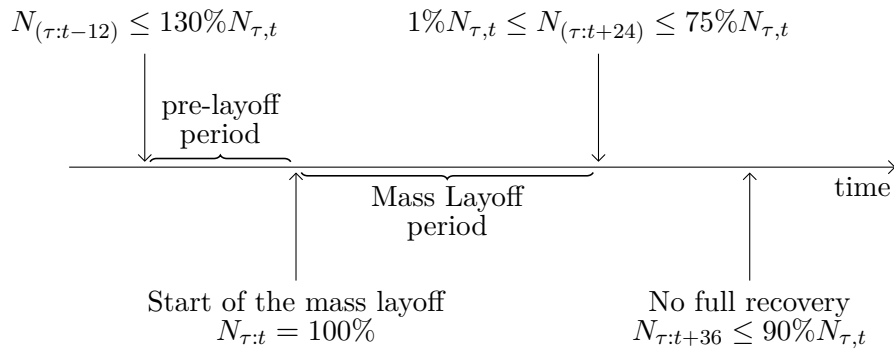 N_{(τ:t−12)} ≤ 130%N_{τ,t}
1%N_{τ,t} ≤ N_{(τ:t+24)} ≤ 75%N_{τ,t}
pre-layoff
period
time
Mass Layoff
period
Start of the mass layoff
N_{τ:t} = 100%
No full recovery
N_{τ:t+36} ≤ 90%N_{τ,t}